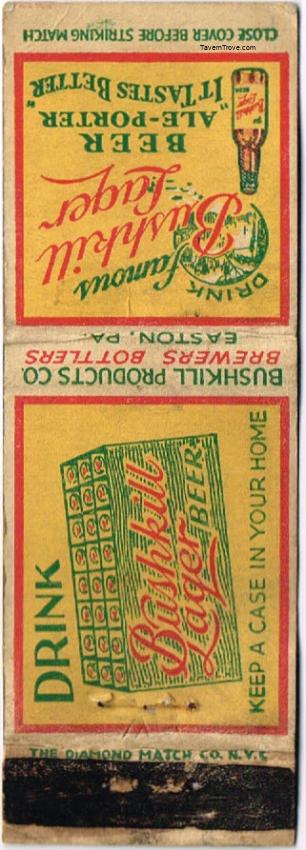 TavernTrove.com
CLOSE COVER BEFORE STRIKING MATCH
DRINK
famous
Bushkill
Lager
BEER
ALE-PORTER
"IT TASTES BETTER"
BUSHKILL PRODUCTS CO.
BREWERS BOTTLERS
EASTON, PA.
DRINK
Bushkill
Lager BEER
KEEP A CASE IN YOUR HOME
THE DIAMOND MATCH CO. N.Y.C